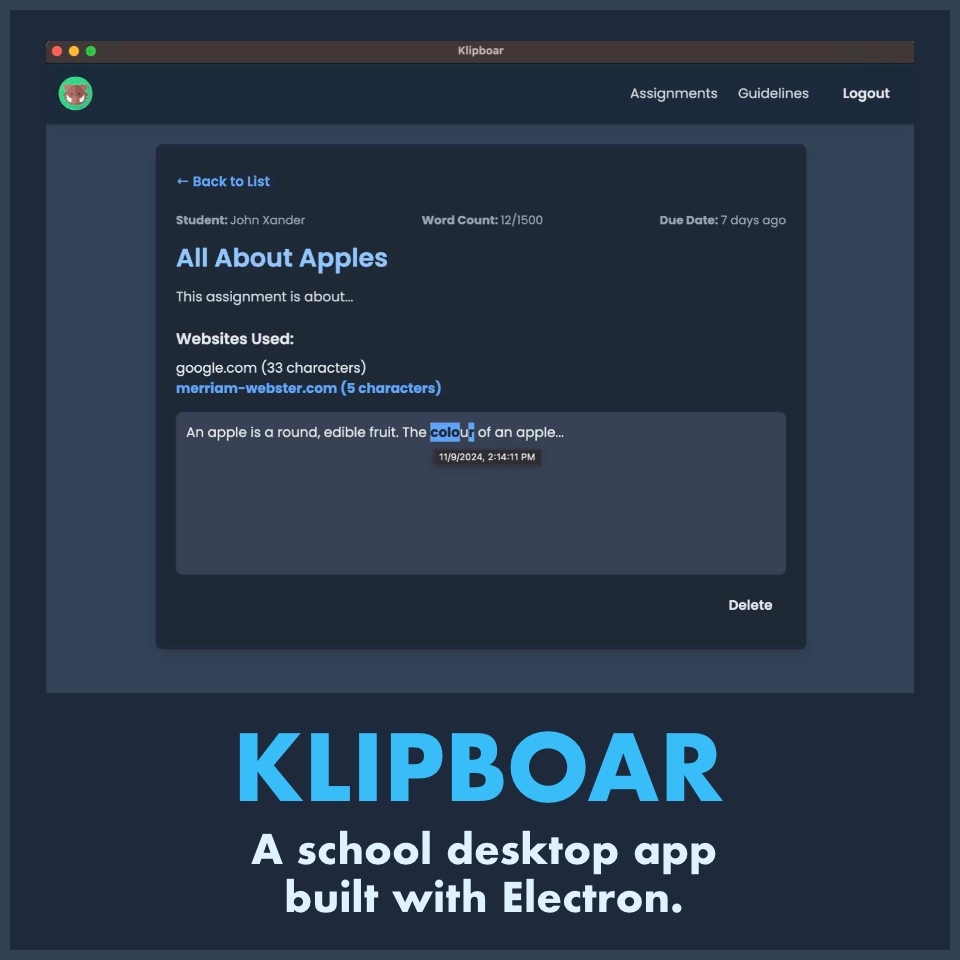 Klipboar
Assignments Guidelines Logout
← Back to List
Student: John Xander Word Count: 12/1500 Due Date: 7 days ago
All About Apples
This assignment is about...
Websites Used:
google.com (33 characters)
merriam-webster.com (5 characters)
An apple is a round, edible fruit. The colour of an apple...
11/9/2024, 2:14:11 PM
Delete
KLIPBOAR
A school desktop app
built with Electron.